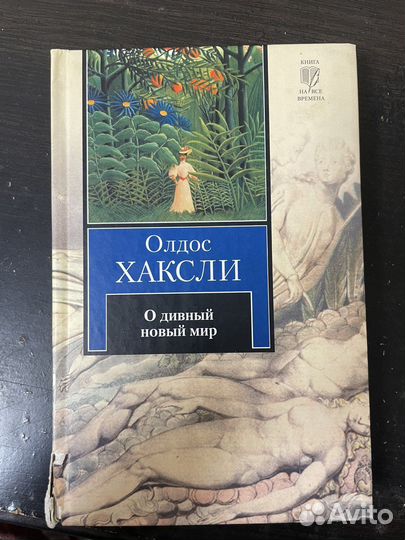 КНИГА
НА ВСЕ
ВРЕМЕНА
Олдос
ХАКСЛИ
О дивный
новый мир
Avito